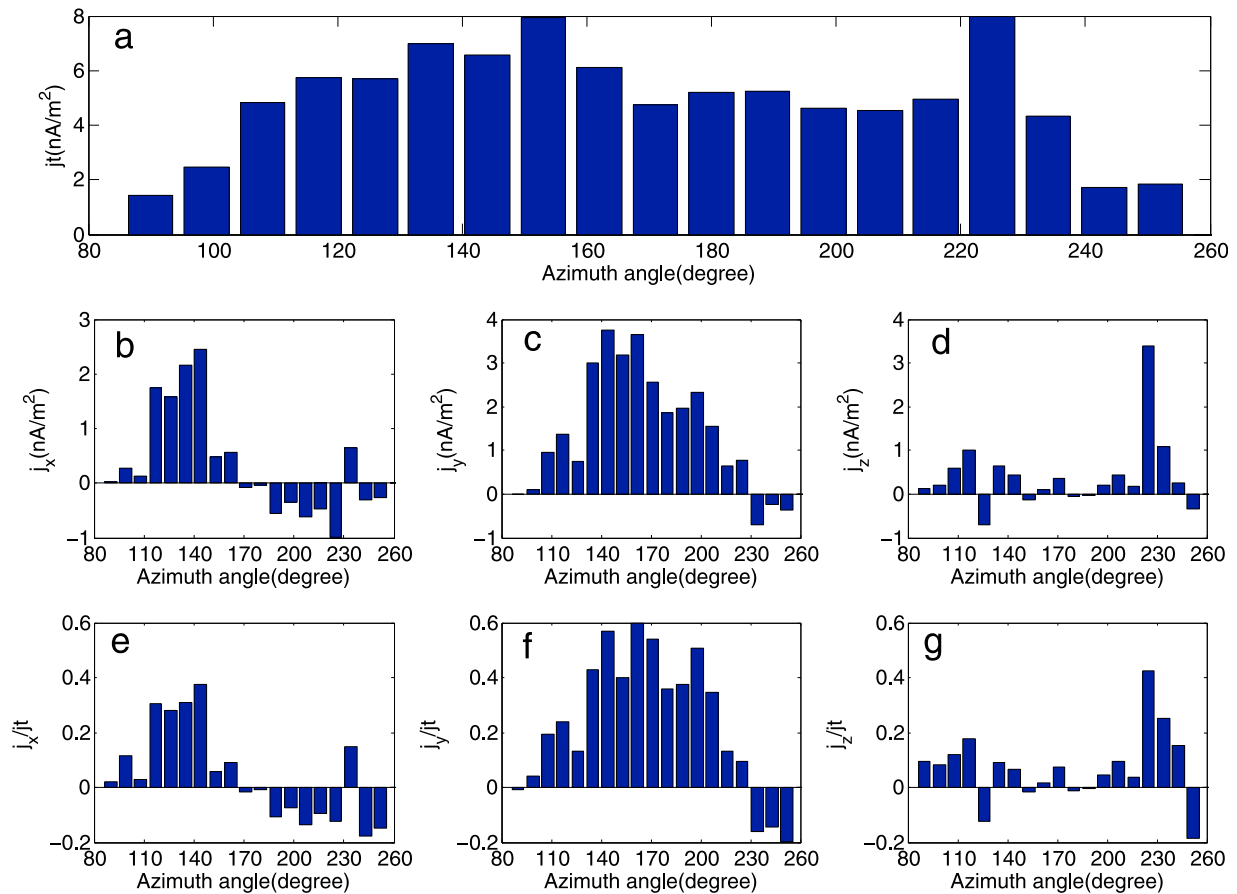 a
jt(nA/m²)
8
6
4
2
0
80 100 120 140 160 180 200 220 240 260
Azimuth angle(degree)
b
j_x(nA/m²)
3
2
1
0
−1
80 110 140 170 200 230 260
Azimuth angle(degree)
c
j_y(nA/m²)
4
3
2
1
0
−1
80 110 140 170 200 230 260
Azimuth angle(degree)
d
j_z(nA/m²)
4
3
2
1
0
−1
80 110 140 170 200 230 260
Azimuth angle(degree)
e
j_x/jt
0.6
0.4
0.2
0
−0.2
80 110 140 170 200 230 260
Azimuth angle(degree)
f
j_y/jt
0.6
0.4
0.2
0
−0.2
80 110 140 170 200 230 260
Azimuth angle(degree)
g
j_z/jt
0.6
0.4
0.2
0
−0.2
80 110 140 170 200 230 260
Azimuth angle(degree)